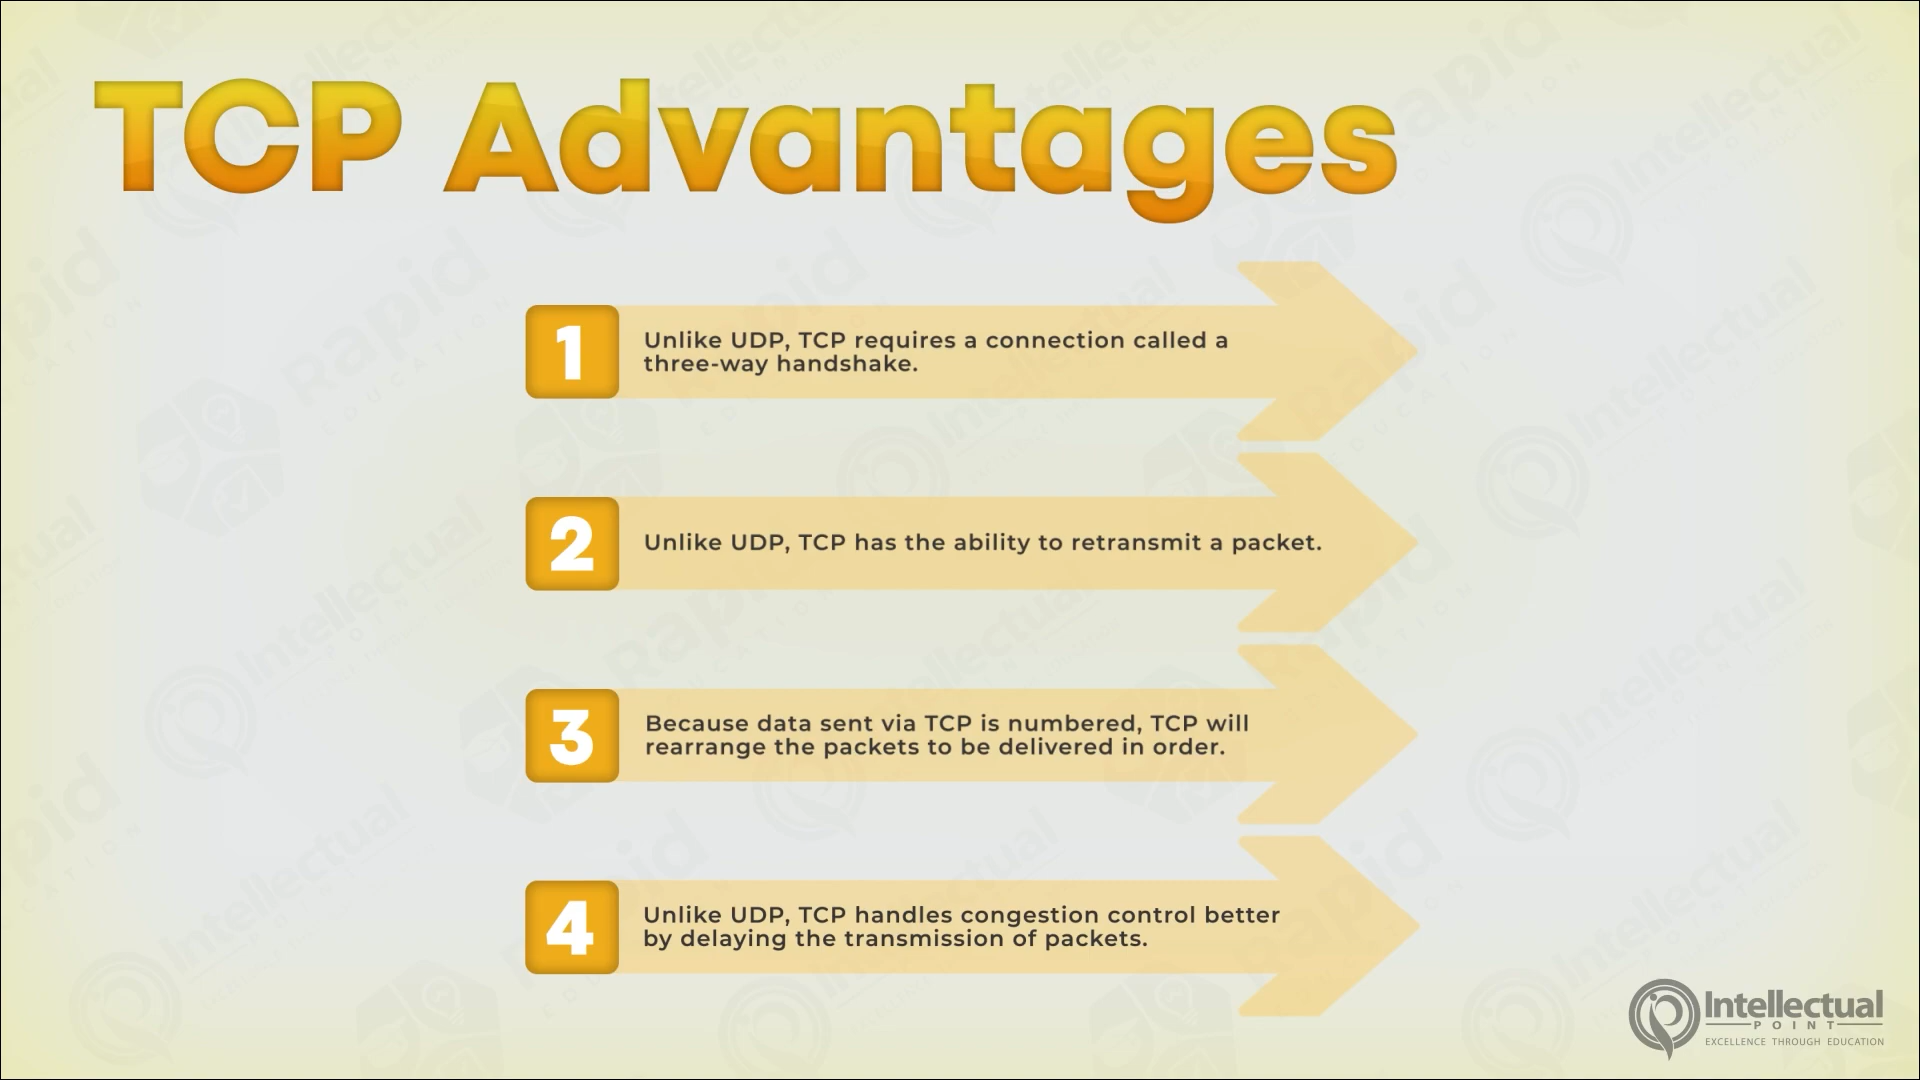 TCP Advantages
1
Unlike UDP, TCP requires a connection called a
three-way handshake.
2
Unlike UDP, TCP has the ability to retransmit a packet.
3
Because data sent via TCP is numbered, TCP will
rearrange the packets to be delivered in order.
4
Unlike UDP, TCP handles congestion control better
by delaying the transmission of packets.
Intellectual
POINT
EXCELLENCE THROUGH EDUCATION